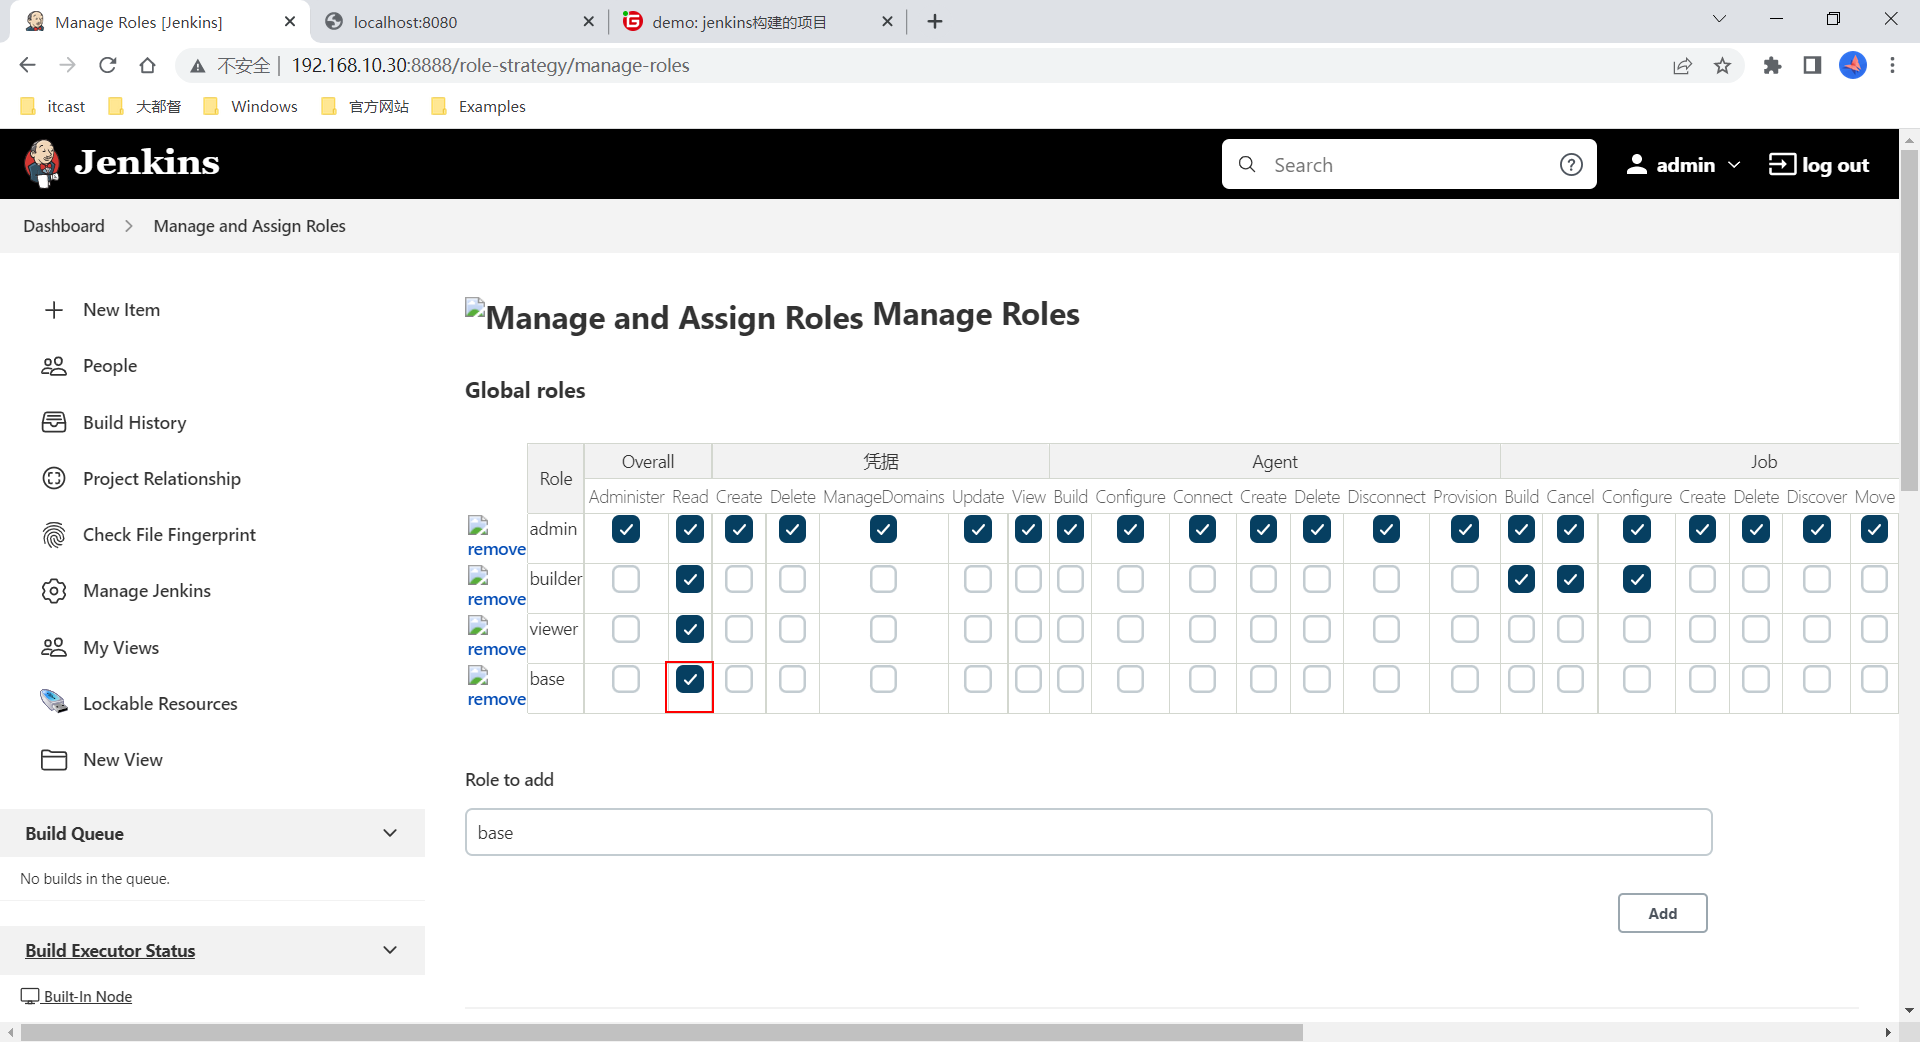 Manage Roles [Jenkins]
localhost:8080
demo: jenkins构建的项目
不安全
192.168.10.30:8888/role-strategy/manage-roles
itcast
大都督
Windows
官方网站
Examples
Jenkins
Search
admin
log out
Dashboard
Manage and Assign Roles
New Item
People
Build History
Project Relationship
Check File Fingerprint
Manage Jenkins
My Views
Lockable Resources
New View
Build Queue
No builds in the queue.
Build Executor Status
Built-In Node
Manage and Assign Roles Manage Roles
Global roles
Role Overall 凭据 Agent Job
Administer Read Create Delete ManageDomains Update View Build Configure Connect Create Delete Disconnect Provision Build Cancel Configure Create Delete Discover Move
remove admin
remove builder
remove viewer
remove base
Role to add
base
Add